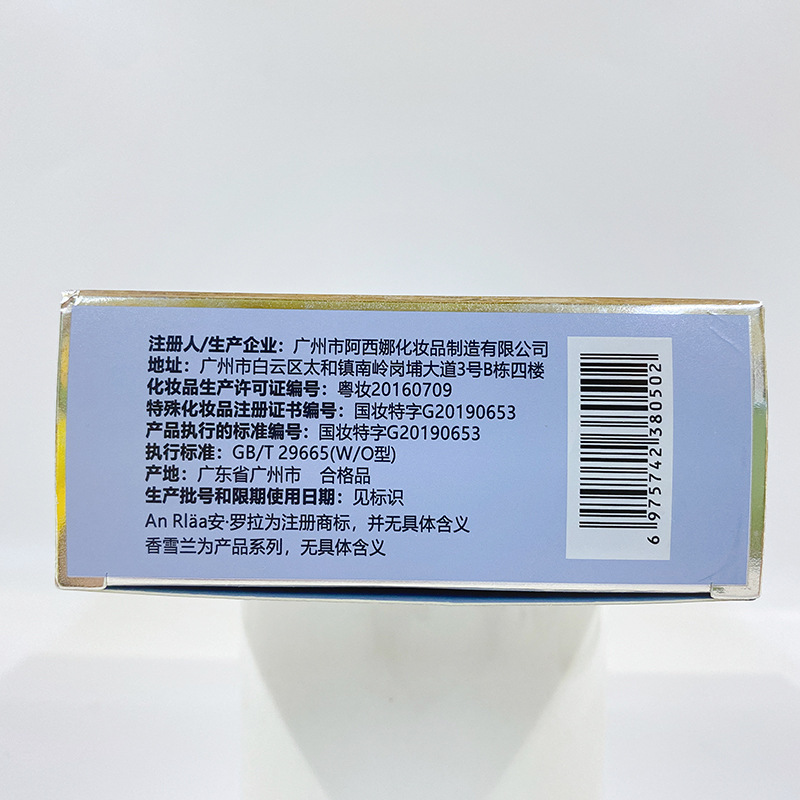 注册人/生产企业：广州市阿西娜化妆品制造有限公司
地址：广州市白云区太和镇南岭岗埔大道3号B栋四楼
化妆品生产许可证编号：粤妆20160709
特殊化妆品注册证书编号：国妆特字G20190653
产品执行的标准编号：国妆特字G20190653
执行标准：GB/T 29665(W/O型)
产地：广东省广州市 合格品
生产批号和限期使用日期：见标识
An Rläa安·罗拉为注册商标，并无具体含义
香雪兰为产品系列，无具体含义
6 975742 380502